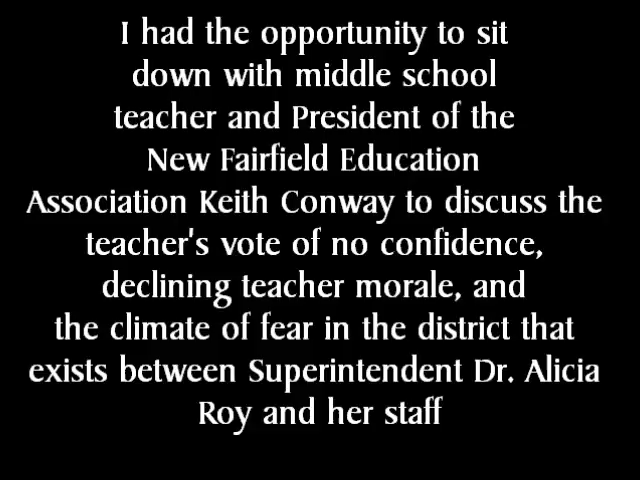 I had the opportunity to sit
down with middle school
teacher and President of the
New Fairfield Education
Association Keith Conway to discuss the
teacher's vote of no confidence,
declining teacher morale, and
the climate of fear in the district that
exists between Superintendent Dr. Alicia
Roy and her staff